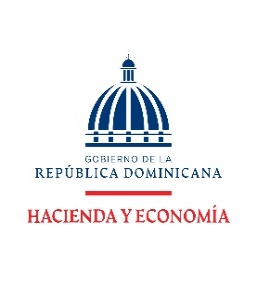 GOBIERNO DE LA
REPÚBLICA DOMINICANA
HACIENDA Y ECONOMÍA